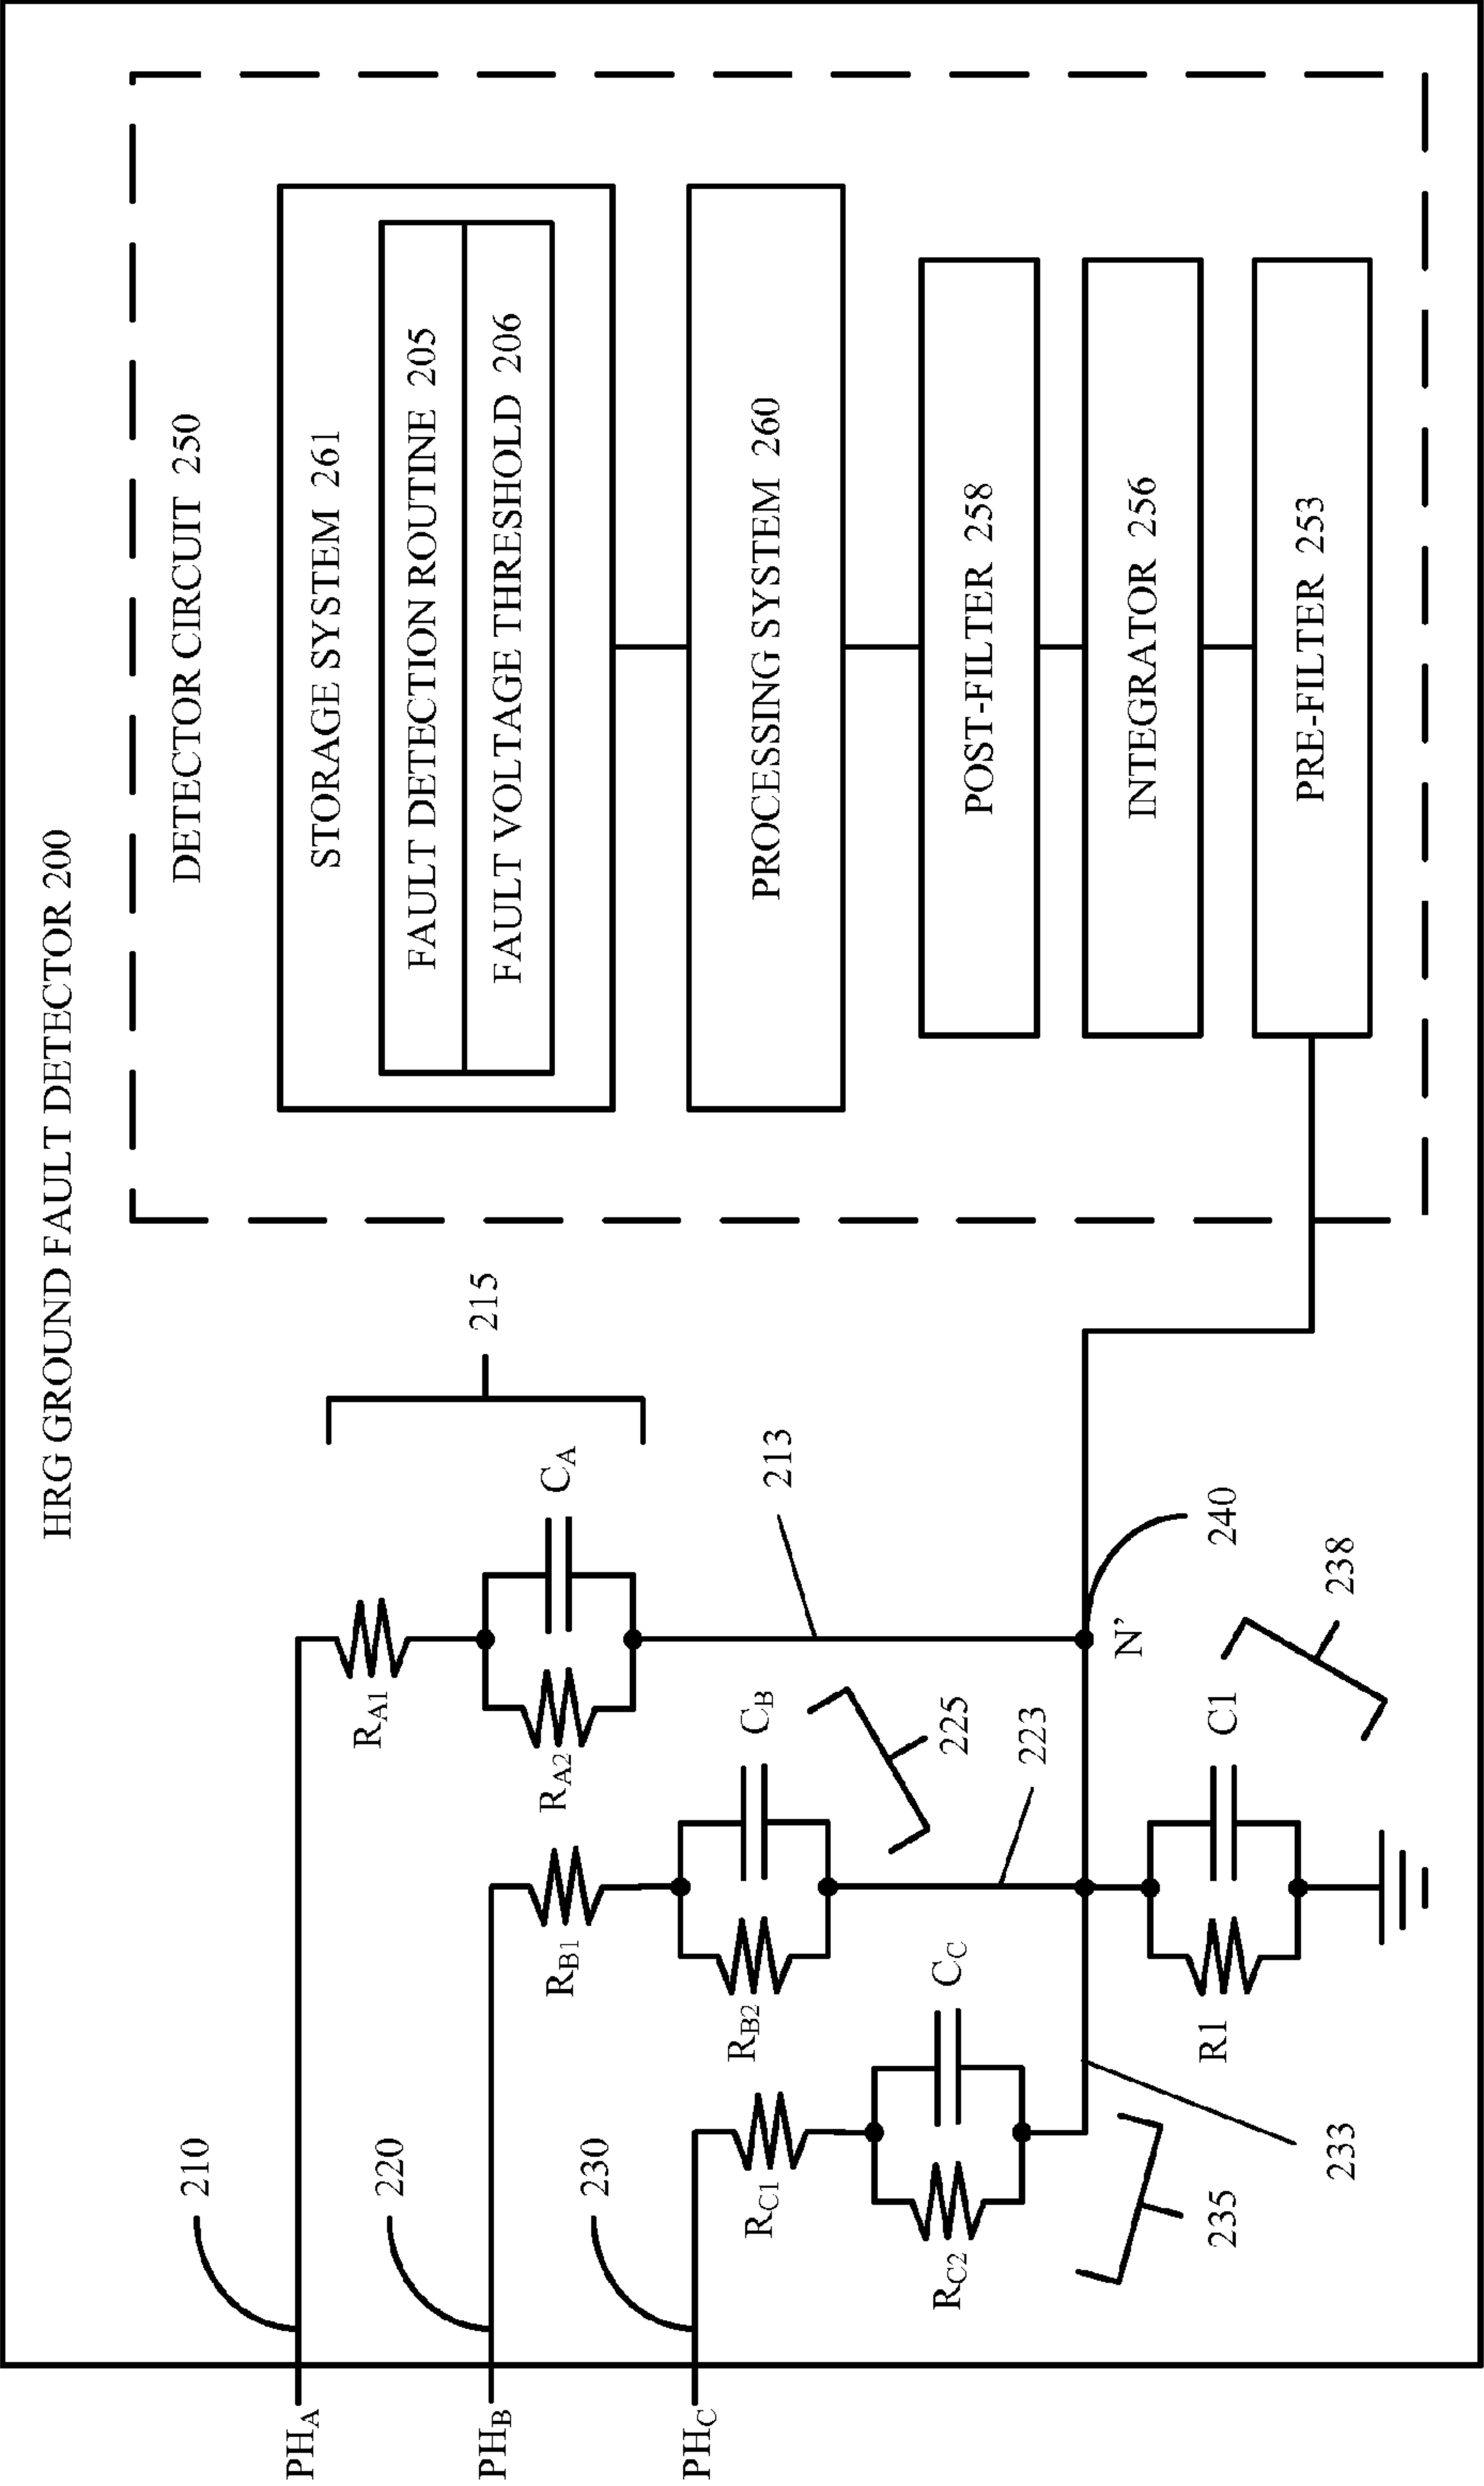 HRG GROUND FAULT DETECTOR 200
DETECTOR CIRCUIT 250
STORAGE SYSTEM 261
FAULT DETECTION ROUTINE 205
FAULT VOLTAGE THRESHOLD 206
PROCESSING SYSTEM 260
POST-FILTER 258
INTEGRATOR 256
PRE-FILTER 253
PHA
210
RA1
RA2
CA
215
213
PHB
220
RB1
RB2
CB
225
223
PHC
230
RC1
RC2
CC
235
233
N’
240
R1
C1
238